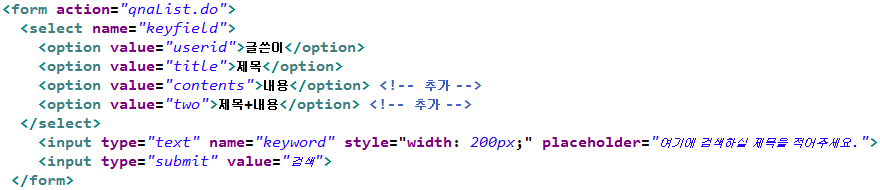 <form action="qnaList.do">
<select name="keyfield">
<option value="userid">글쓴이</option>
<option value="title">제목</option>
<option value="contents">내용</option> <!-- 추가 -->
<option value="two">제목+내용</option> <!-- 추가 -->
</select>
<input type="text" name="keyword" style="width: 200px;" placeholder="여기에 검색하실 제목을 적어주세요.">
<input type="submit" value="검색">
</form>